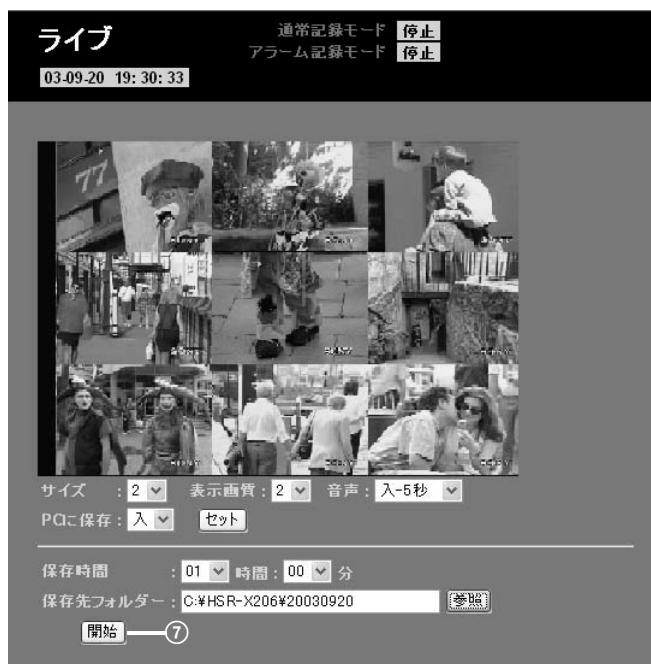 ライブ
通常記録モード 停止
アラーム記録モード 停止
03-09-20 19:30:33
77
サイズ : 2 表示画質 : 2 音声 : 入-5秒
PCに保存 : 入 セット
保存時間 : 01 時間 : 00 分
保存先フォルダー : C:¥HSR-X206¥20030920 参照
開始 ⑦